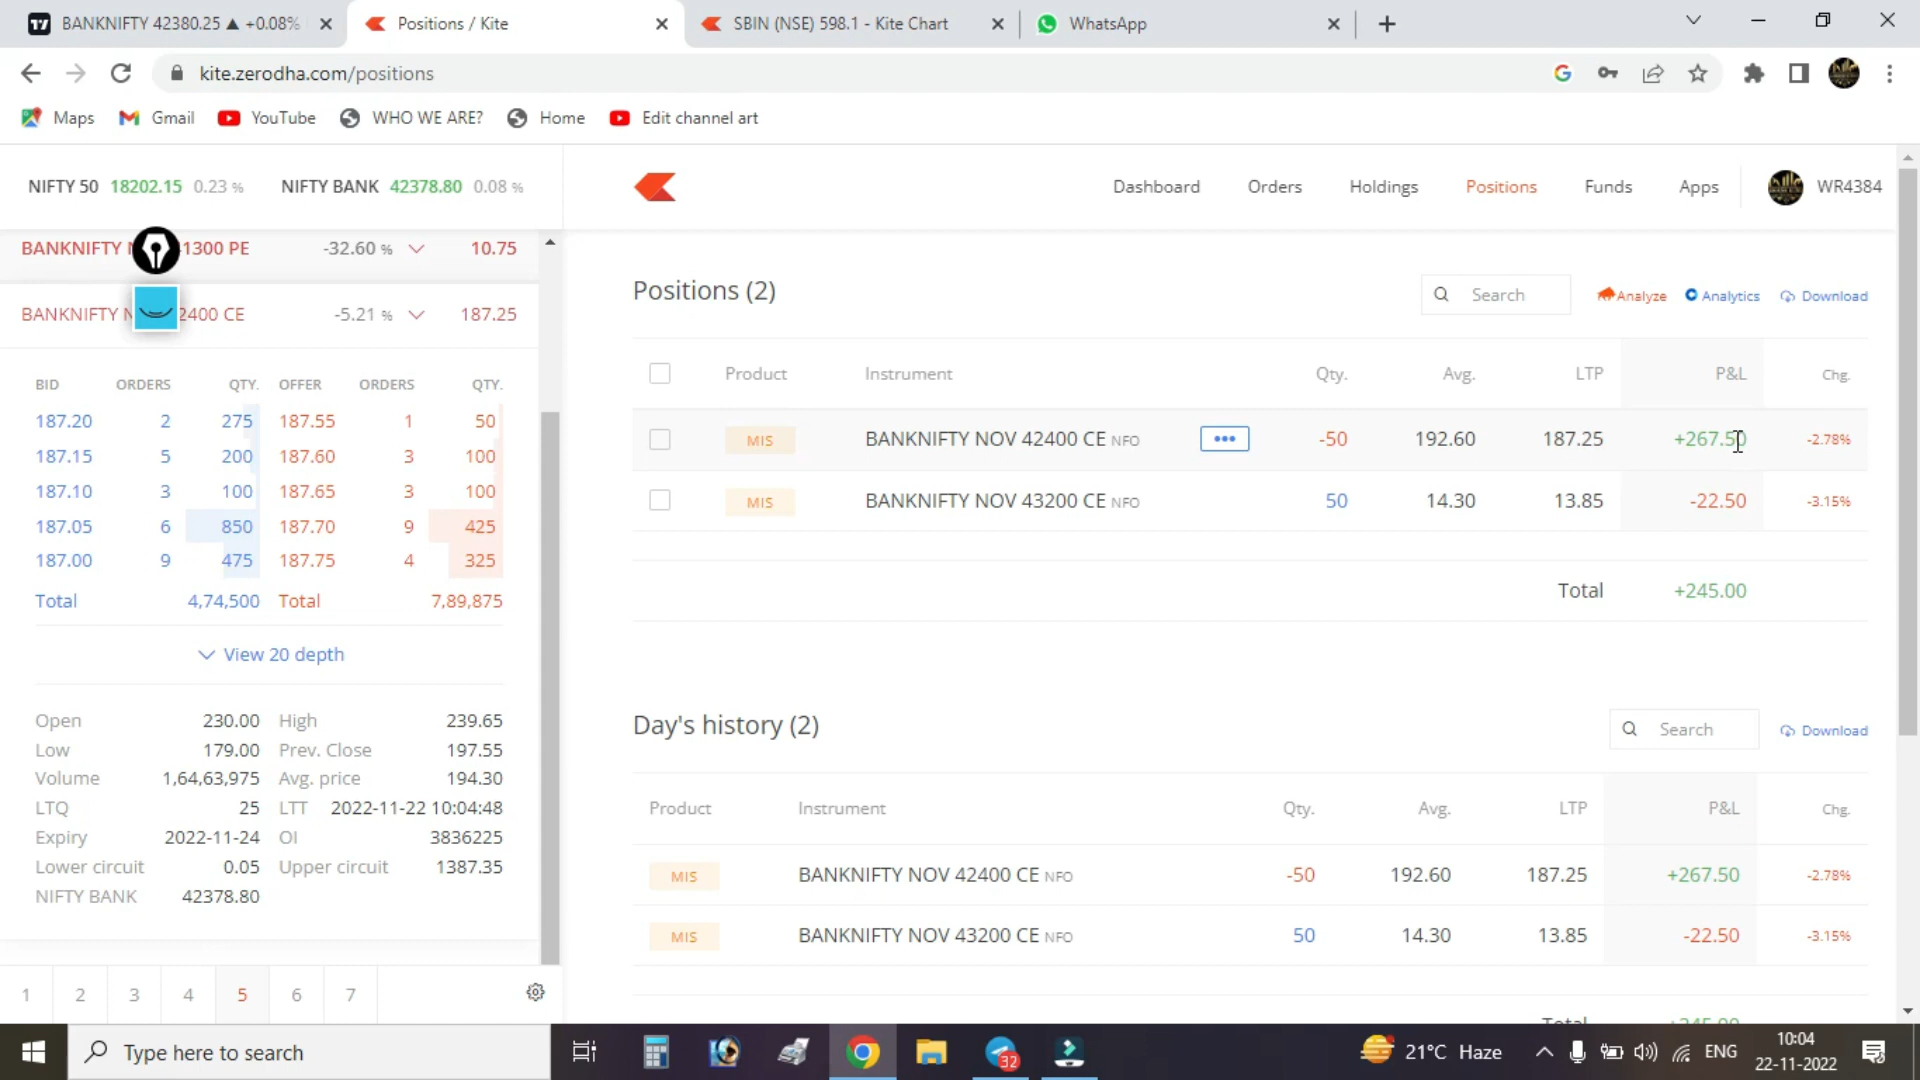 BANKNIFTY 42380.25 ▲ +0.08%
Positions / Kite
SBIN (NSE) 598.1 - Kite Chart
WhatsApp
kite.zerodha.com/positions
Maps Gmail YouTube WHO WE ARE? Home Edit channel art
NIFTY 50 18202.15 0.23 % NIFTY BANK 42378.80 0.08 %
Dashboard Orders Holdings Positions Funds Apps WR4384
BANKNIFTY 1300 PE -32.60 % 10.75
BANKNIFTY 2400 CE -5.21 % 187.25
BID ORDERS QTY. OFFER ORDERS QTY.
187.20 2 275 187.55 1 50
187.15 5 200 187.60 3 100
187.10 3 100 187.65 3 100
187.05 6 850 187.70 9 425
187.00 9 475 187.75 4 325
Total 4,74,500 Total 7,89,875
View 20 depth
Open 230.00 High 239.65
Low 179.00 Prev. Close 197.55
Volume 1,64,63,975 Avg. price 194.30
LTQ 25 LTT 2022-11-22 10:04:48
Expiry 2022-11-24 OI 3836225
Lower circuit 0.05 Upper circuit 1387.35
NIFTY BANK 42378.80
1 2 3 4 5 6 7
Positions (2)
Search Analyze Analytics Download
Product Instrument Qty. Avg. LTP P&L Chg.
MIS BANKNIFTY NOV 42400 CE NFO ••• -50 192.60 187.25 +267.50 -2.78%
MIS BANKNIFTY NOV 43200 CE NFO 50 14.30 13.85 -22.50 -3.15%
Total +245.00
Day's history (2)
Search Download
Product Instrument Qty. Avg. LTP P&L Chg.
MIS BANKNIFTY NOV 42400 CE NFO -50 192.60 187.25 +267.50 -2.78%
MIS BANKNIFTY NOV 43200 CE NFO 50 14.30 13.85 -22.50 -3.15%
Total +245.00
Type here to search
32
21°C Haze
ENG
10:04
22-11-2022